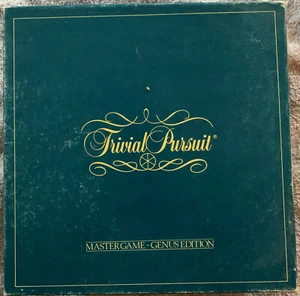 Trivial Pursuit®
MASTER GAME - GENUS EDITION